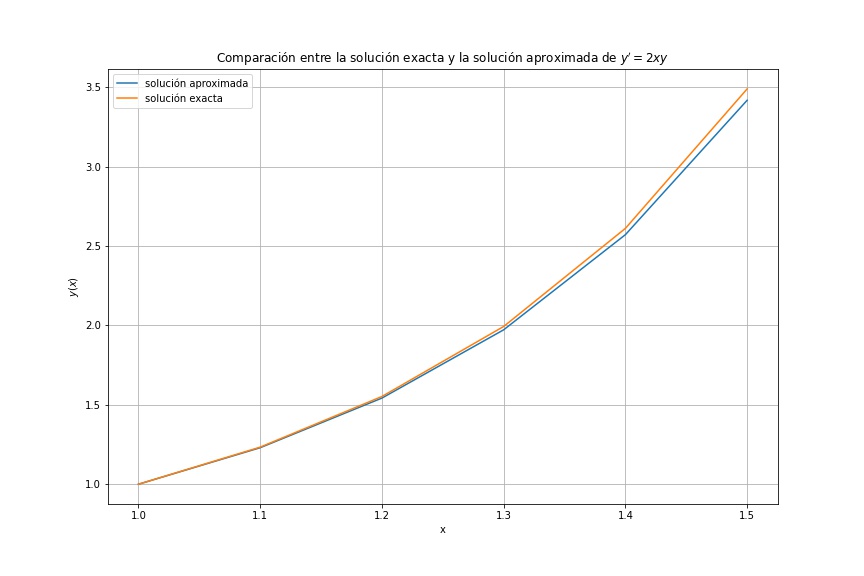 Comparación entre la solución exacta y la solución aproximada de y′ = 2xy
solución aproximada
solución exacta
3.5
3.0
2.5
2.0
1.5
1.0
y(x)
1.0 1.1 1.2 1.3 1.4 1.5
x